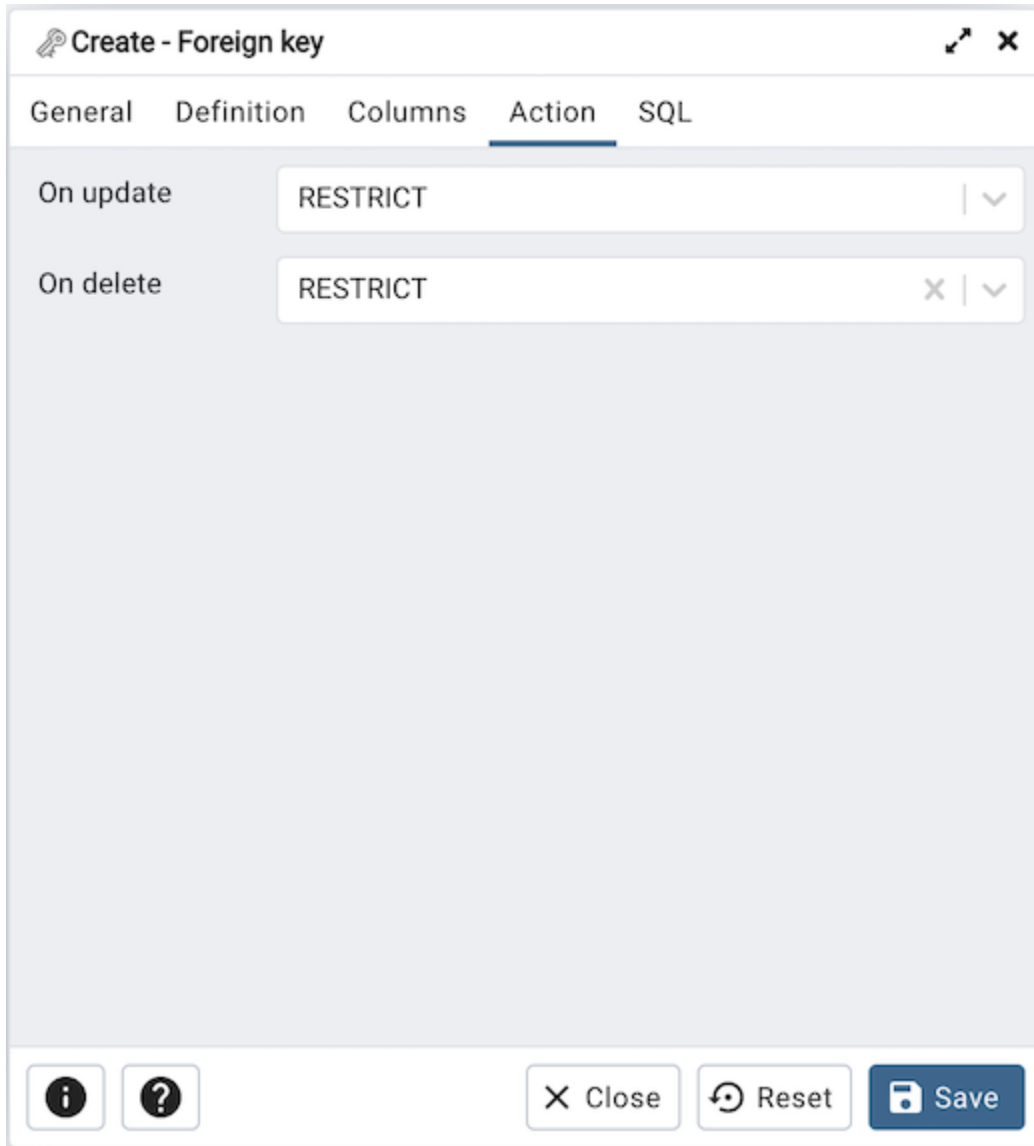 Create - Foreign key
General Definition Columns Action SQL
On update RESTRICT
On delete RESTRICT
Close Reset Save